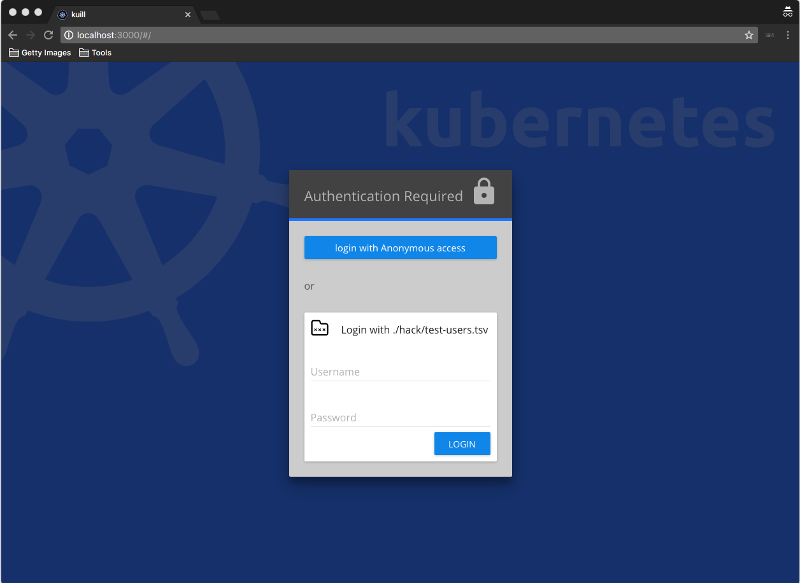 kuill
localhost:3000/#/
Getty Images
Tools
kubernetes
Authentication Required
login with Anonymous access
or
Login with ./hack/test-users.tsv
Username
Password
LOGIN